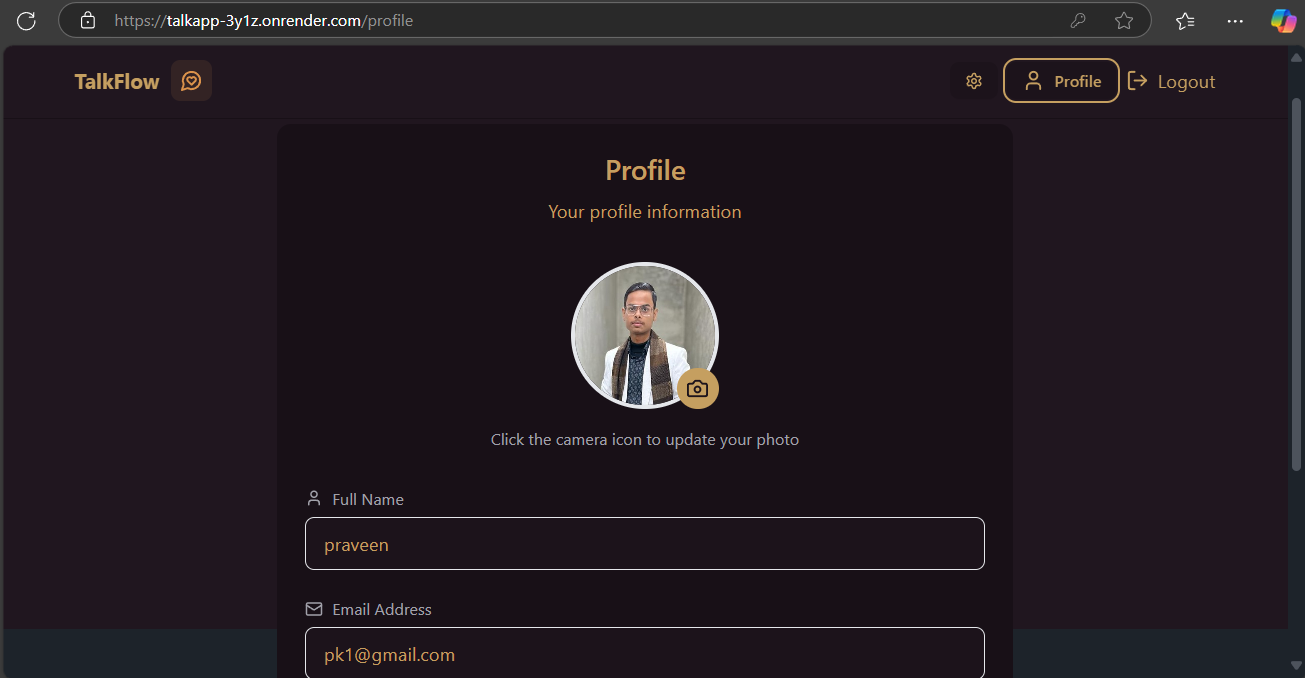 https://talkapp-3y1z.onrender.com/profile
TalkFlow
Profile
Logout
Profile
Your profile information
Click the camera icon to update your photo
Full Name
praveen
Email Address
pk1@gmail.com